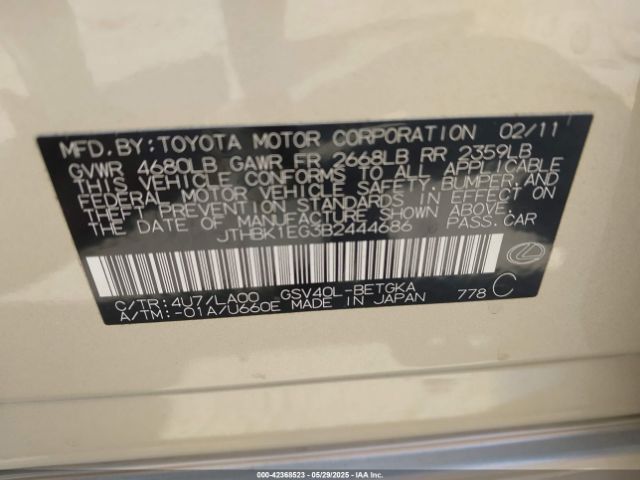 MFD. BY: TOYOTA MOTOR CORPORATION 02/11
GVWR 4680LB GAWR FR 2668LB RR 2359LB
THIS VEHICLE CONFORMS TO ALL APPLICABLE
FEDERAL MOTOR VEHICLE SAFETY, BUMPER, AND
THEFT PREVENTION STANDARDS IN EFFECT ON
THE DATE OF MANUFACTURE SHOWN ABOVE.
JTHBK1EG3B2444686 PASS. CAR
C/TR: 4U7/LA00 GSV40L-BETGKA
A/TM: -01A/U660E MADE IN JAPAN 778 C
000-42368523 - 05/29/2025 - IAAI.COM